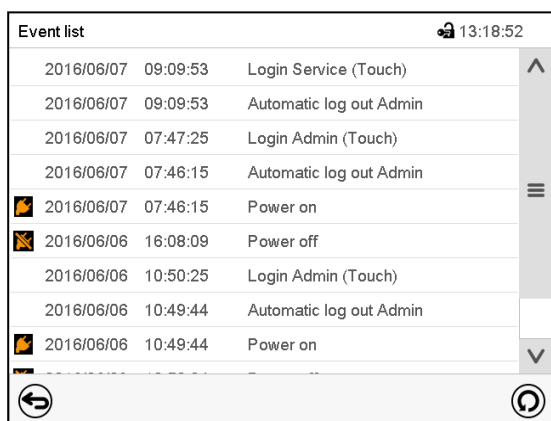 Event list 13:18:52
2016/06/07 09:09:53 Login Service (Touch)
2016/06/07 09:09:53 Automatic log out Admin
2016/06/07 07:47:25 Login Admin (Touch)
2016/06/07 07:46:15 Automatic log out Admin
2016/06/07 07:46:15 Power on
2016/06/06 16:08:09 Power off
2016/06/06 10:50:25 Login Admin (Touch)
2016/06/06 10:49:44 Automatic log out Admin
2016/06/06 10:49:44 Power on